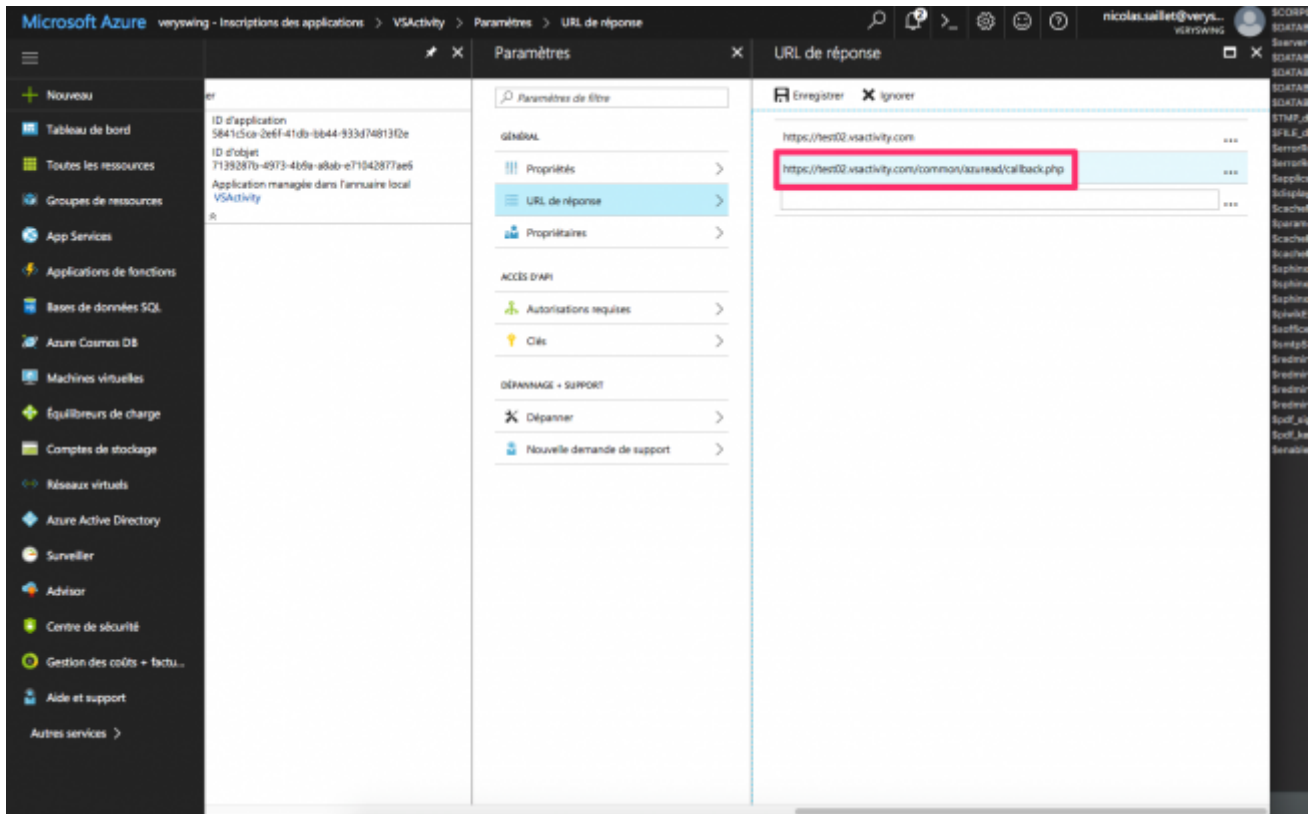 Microsoft Azure veryswing - Inscriptions des applications > VSActivity > Paramètres > URL de réponse
nicolas.saillet@verys...
VERYSWING
Paramètres
URL de réponse
Nouveau
Tableau de bord
Toutes les ressources
Groupes de ressources
App Services
Applications de fonctions
Bases de données SQL
Azure Cosmos DB
Machines virtuelles
Équilibreurs de charge
Comptes de stockage
Réseaux virtuels
Azure Active Directory
Surveiller
Advisor
Centre de sécurité
Gestion des coûts + factu...
Aide et support
Autres services >
er
ID d'application
5841c5ca-2e6f-41db-bb44-933d74813f2e
ID d'objet
7139287b-4973-4b9a-a8ab-e71042877ae6
Application managée dans l'annuaire local
VSActivity
Paramètres de filtre
GÉNÉRAL
Propriétés
URL de réponse
Propriétaires
ACCÈS D'API
Autorisations requises
Clés
DÉPANNAGE + SUPPORT
Dépanner
Nouvelle demande de support
Enregistrer Ignorer
https://test02.vsactivity.com
https://test02.vsactivity.com/common/azuread/callback.php